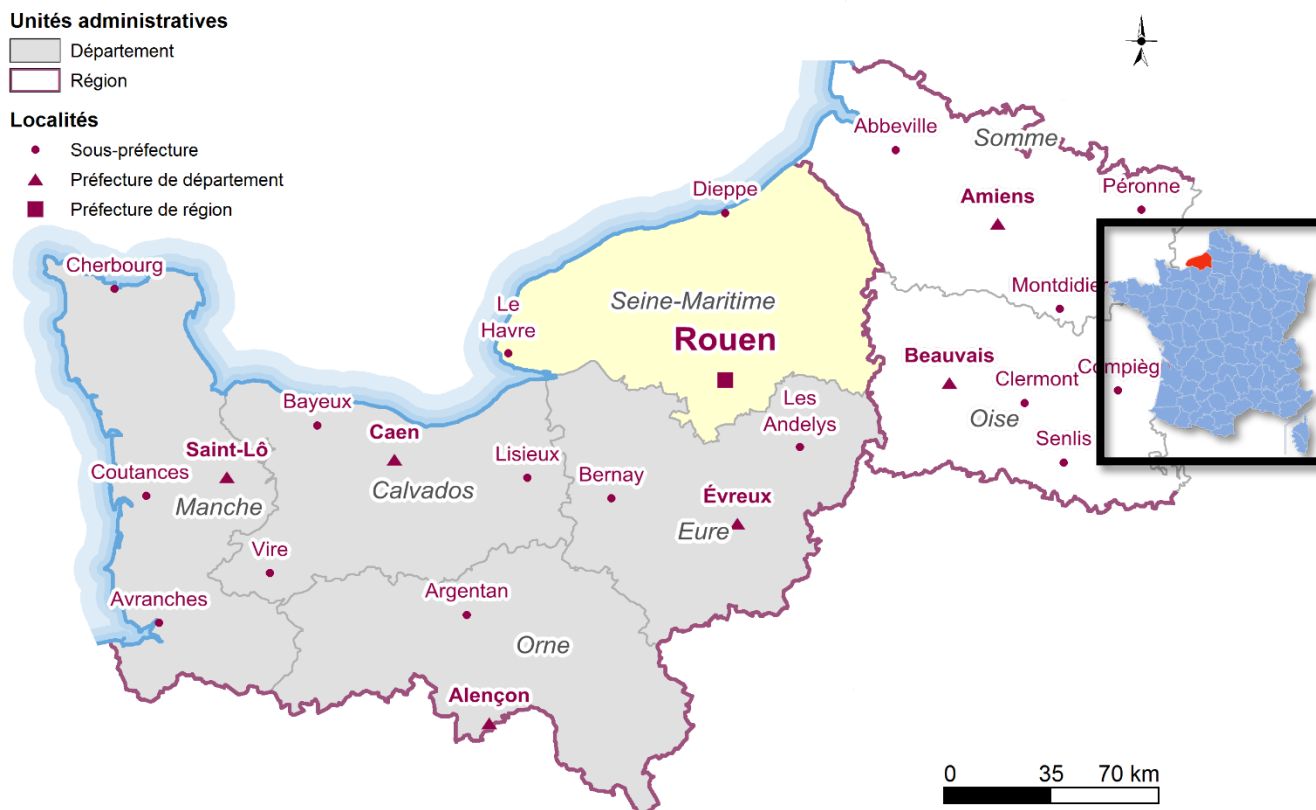 Unités administratives
Département
Région
Localités
Sous-préfecture
Préfecture de département
Préfecture de région
Abbeville
Somme
Péronne
Dieppe
Amiens
Cherbourg
Montdidier
Seine-Maritime
Le
Havre
Rouen
Beauvais
Clermont
Compièg
Oise
Les
Andelys
Bayeux
Caen
Senlis
Saint-Lô
Lisieux
Coutances
Bernay
Calvados
Manche
Évreux
Eure
Vire
Avranches
Argentan
Orne
Alençon
0 35 70 km